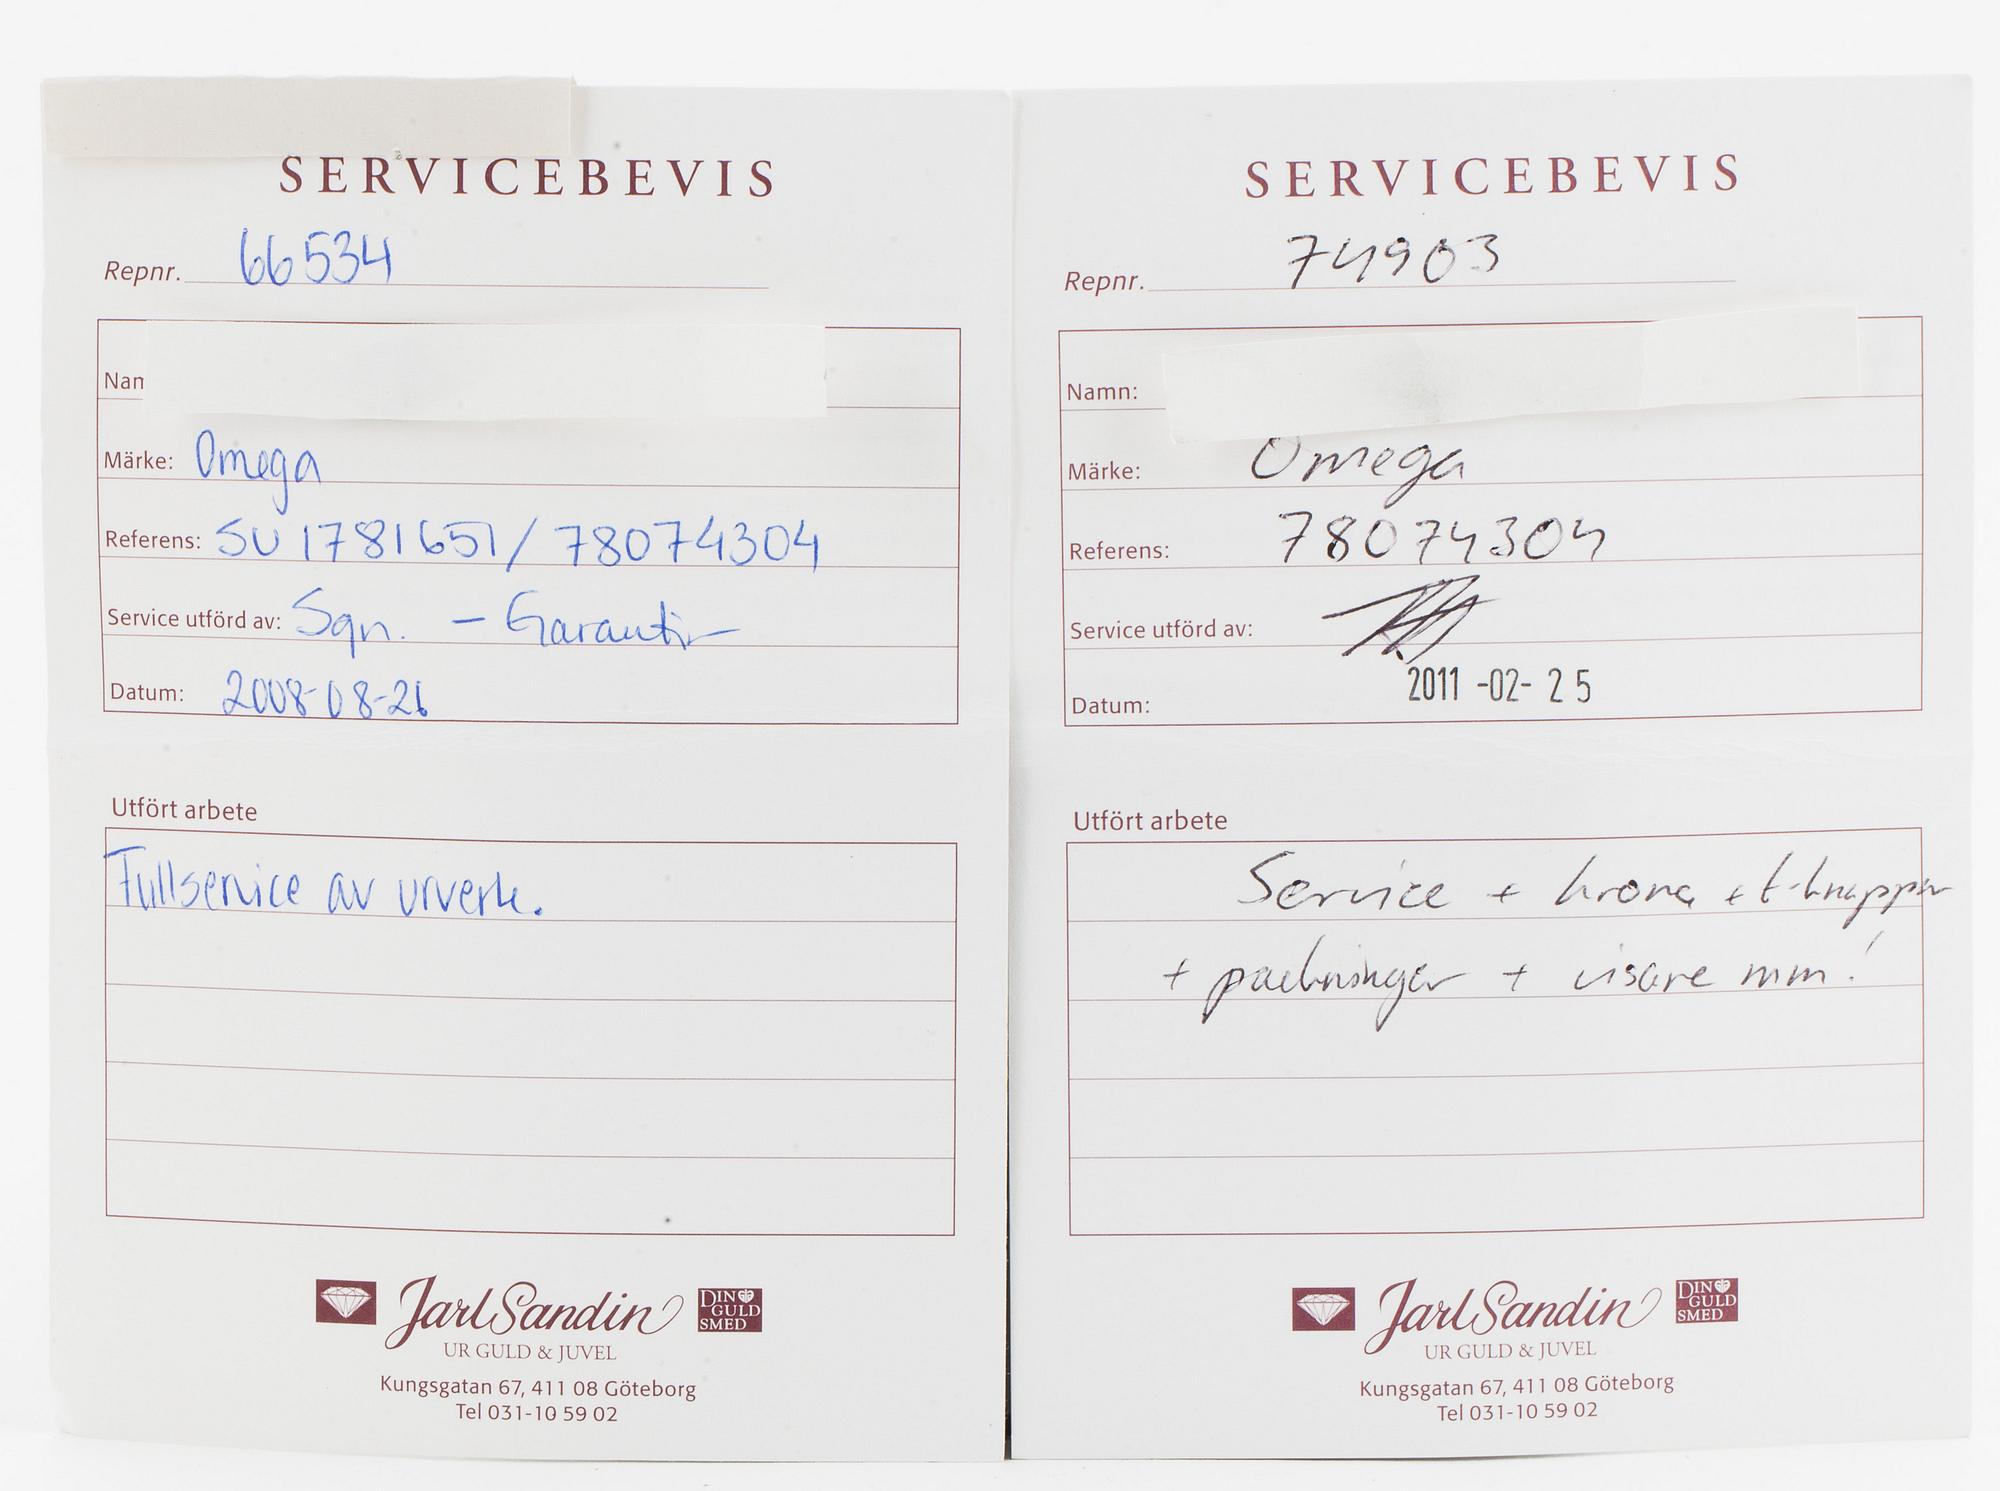 SERVICEBEVIS
Repnr. 66534
Nan
Märke: Omega
Referens: SU 1781651/78074304
Service utförd av: Sgn. - Garanti
Datum: 2008-08-26
Utfört arbete
Fullservice av urverk.
Jarl Sandin
DIN GULD SMED
UR GULD & JUVEL
Kungsgatan 67, 411 08 Göteborg
Tel 031-10 59 02
SERVICEBEVIS
Repnr. 74903
Namn:
Märke: Omega
Referens: 78074304
Service utförd av:
Datum: 2011-02-25
Utfört arbete
Service + krona + t-knappar
+ packningar + visare mm!
Jarl Sandin
DIN GULD SMED
UR GULD & JUVEL
Kungsgatan 67, 411 08 Göteborg
Tel 031-10 59 02